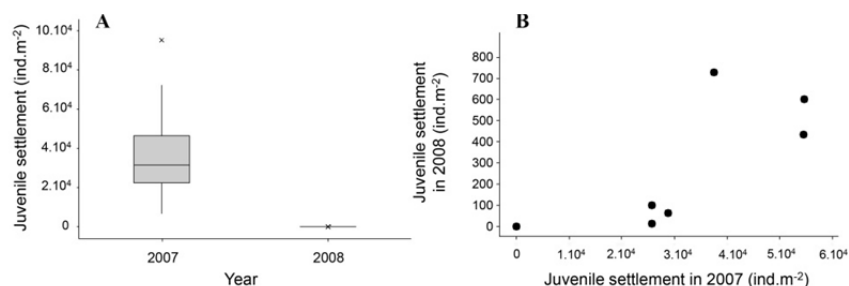 A
Juvenile settlement (ind.m⁻²)
10.10⁴
8.10⁴
6.10⁴
4.10⁴
2.10⁴
0
2007 2008
Year
B
Juvenile settlement
in 2008 (ind.m⁻²)
800
700
600
500
400
300
200
100
0
0 1.10⁴ 2.10⁴ 3.10⁴ 4.10⁴ 5.10⁴ 6.10⁴
Juvenile settlement in 2007 (ind.m⁻²)